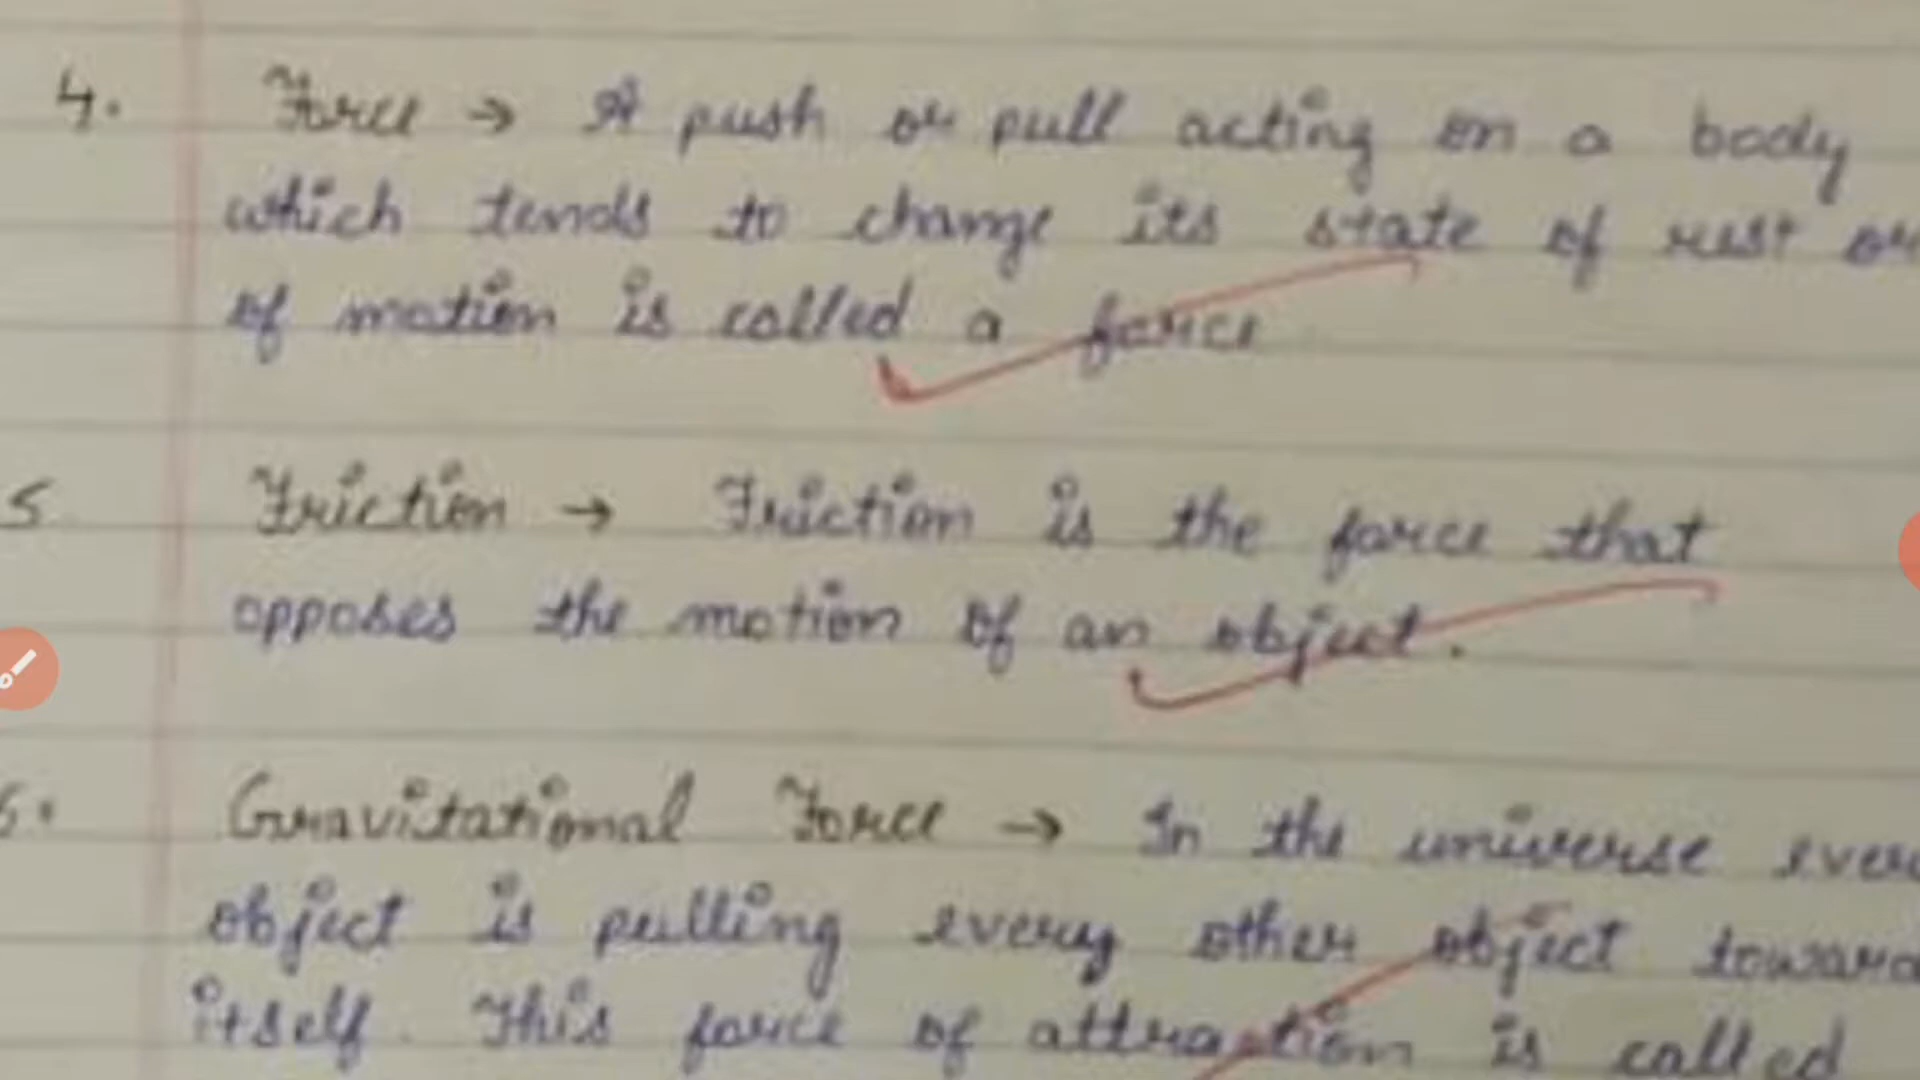 4. Force → A push or pull acting on a body
which tends to change its state of rest or
of motion is called a force
5 Friction → Friction is the force that
opposes the motion of an object.
6. Gravitational Force → In the universe ever
object is pulling every other object toward
itself. This force of attraction is called